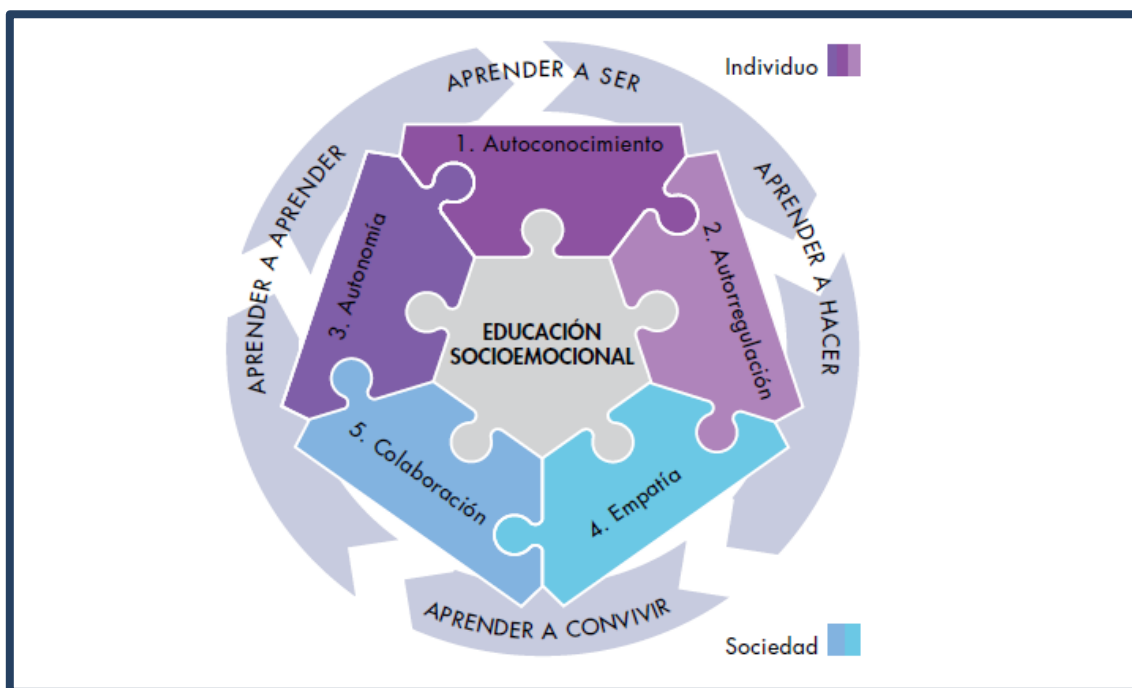 Individuo
APRENDER A SER
1. Autoconocimiento
APRENDER A HACER
2. Autorregulación
APRENDER A APRENDER
3. Autonomía
EDUCACIÓN
SOCIOEMOCIONAL
5. Colaboración
4. Empatía
APRENDER A CONVIVIR
Sociedad